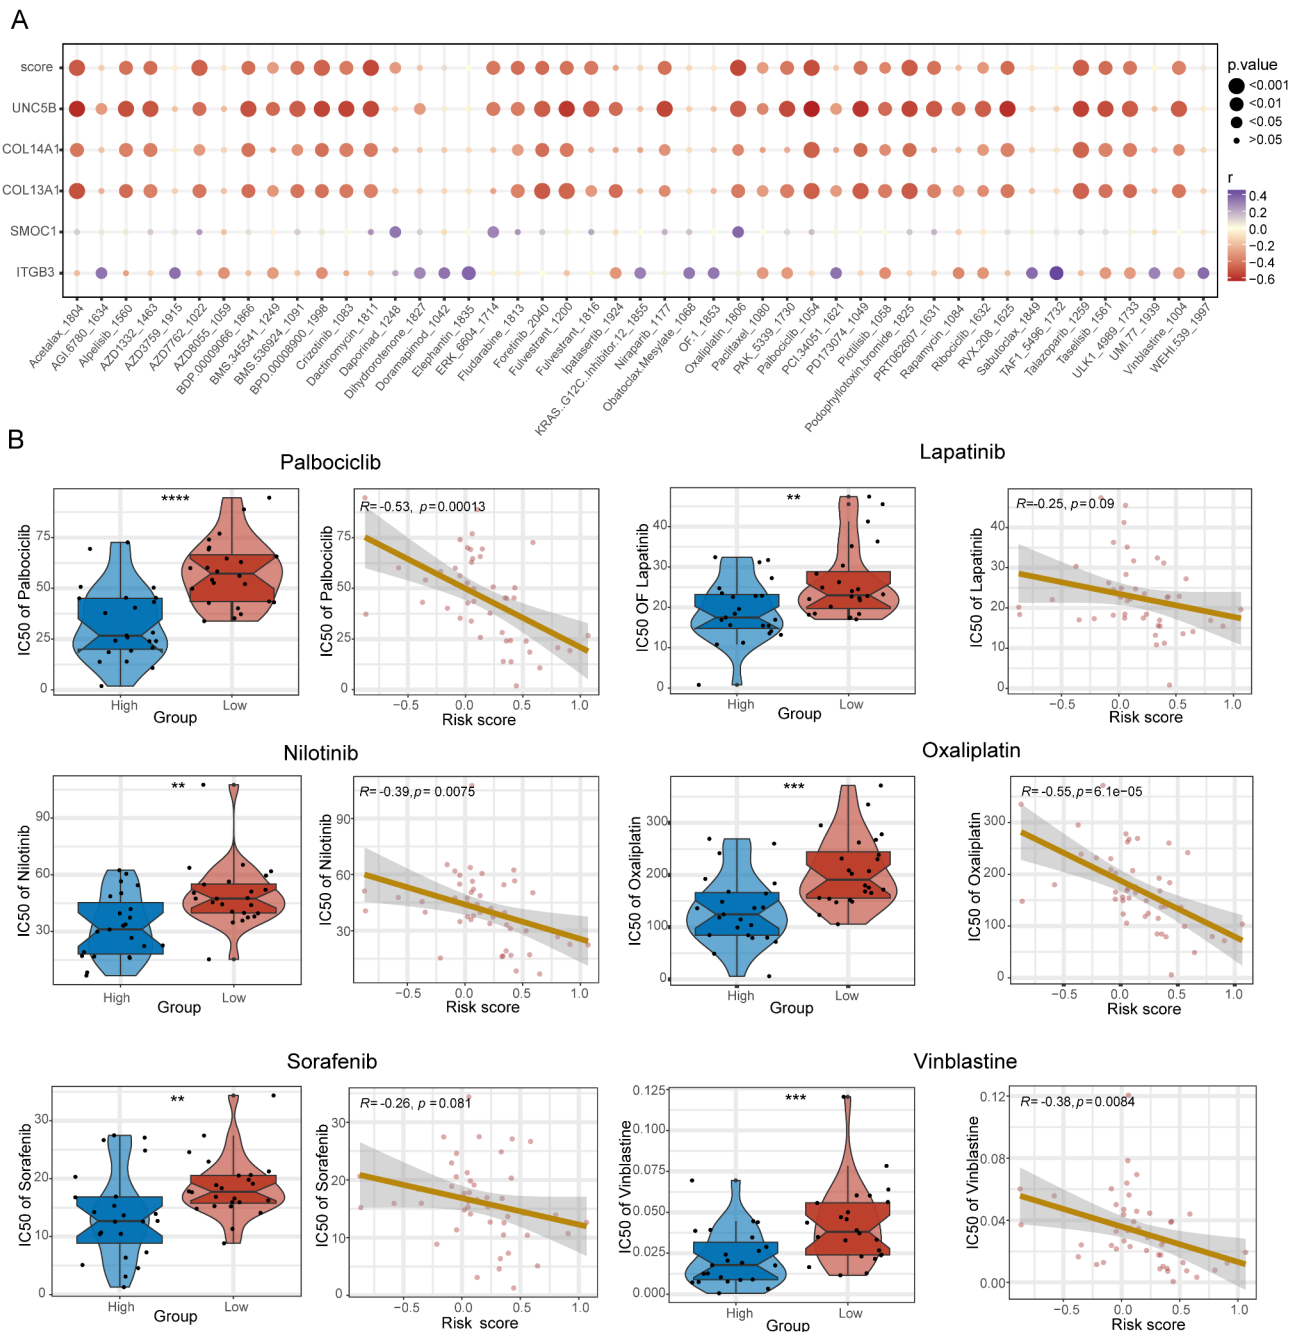 A
score
UNC5B
COL14A1
COL13A1
SMOC1
ITGB3
p.value
<0.001
<0.01
<0.05
>0.05
r
0.4
0.2
0.0
−0.2
−0.4
−0.6
Acetalax_1804
AGI.6780_1634
Alpelisib_1560
AZD1332_1463
AZD3759_1915
AZD7762_1022
AZD8055_1059
BDP.00009066_1866
BMS.345541_1249
BMS.536924_1091
BPD.00008900_1998
Crizotinib_1083
Dactinomycin_1811
Daporinad_1248
Dihydrorotenone_1827
Doramapimod_1042
Elephantin_1835
ERK_6604_1714
Fludarabine_1813
Foretinib_2040
Fulvestrant_1200
Fulvestrant_1816
Ipatasertib_1924
KRAS..G12C..Inhibitor.12_1855
Niraparib_1177
Obatoclax.Mesylate_1068
OF.1_1853
Oxaliplatin_1806
Paclitaxel_1080
PAK_5339_1730
Palbociclib_1054
PCI.34051_1621
PD173074_1049
Pictilisib_1058
Podophyllotoxin.bromide_1825
PRT062607_1631
Rapamycin_1084
Ribociclib_1632
RVX.208_1625
Sabutoclax_1849
TAF1_5496_1732
Talazoparib_1259
Taselisib_1561
ULK1_4989_1733
UMI.77_1939
Vinblastine_1004
WEHI.539_1997
B
Palbociclib
IC50 of Palbociclib
75
50
25
0
****
High
Low
Group
IC50 of Palbociclib
75
50
25
0
R= -0.53, p= 0.00013
−0.5
0.0
0.5
1.0
Risk score
Lapatinib
IC50 OF Lapatinib
40
30
20
10
0
**
High
Low
Group
IC50 of Lapatinib
40
30
20
10
0
R=-0.25, p=0.09
−0.5
0.0
0.5
1.0
Risk score
Nilotinib
IC50 of Nilotinib
90
60
30
**
High
Low
Group
IC50 of Nilotinib
90
60
30
R= -0.39,p= 0.0075
−0.5
0.0
0.5
1.0
Risk score
Oxaliplatin
IC50 of Oxaliplatin
300
200
100
0
***
High
Low
Group
IC50 of Oxaliplatin
300
200
100
0
R= -0.55,p=6.1e−05
−0.5
0.0
0.5
1.0
Risk score
Sorafenib
IC50 of Sorafenib
30
20
10
0
**
High
Low
Group
IC50 of Sorafenib
30
20
10
0
R= -0.26, p =0.081
−0.5
0.0
0.5
1.0
Risk score
Vinblastine
IC50 of Vinblastine
0.125
0.100
0.075
0.050
0.025
0.000
***
High
Low
Group
IC50 of Vinblastine
0.12
0.08
0.04
0.00
R= -0.38,p=0.0084
−0.5
0.0
0.5
1.0
Risk score